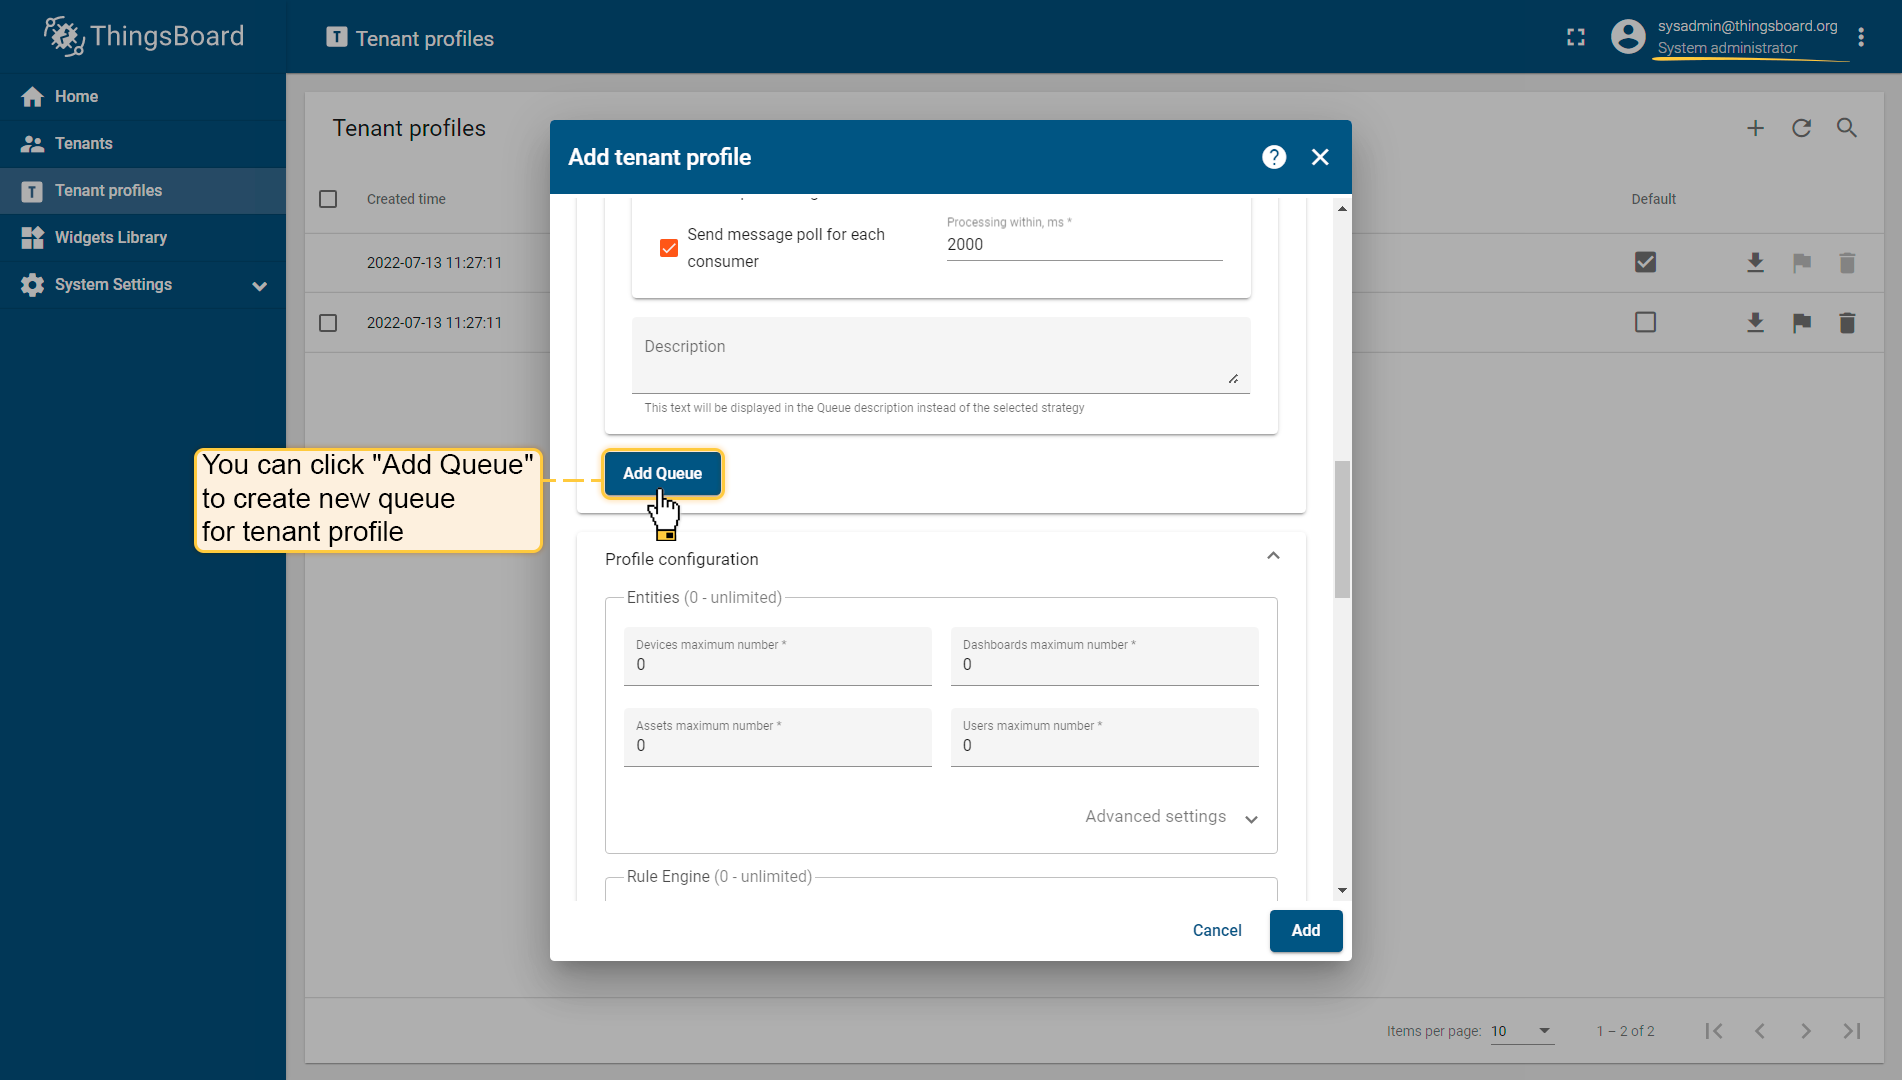 ThingsBoard
T Tenant profiles
sysadmin@thingsboard.org
System administrator
Home
Tenants
T Tenant profiles
Widgets Library
System Settings
Tenant profiles
Created time
Default
2022-07-13 11:27:11
2022-07-13 11:27:11
Add tenant profile
?
Send message poll for each
consumer
Processing within, ms *
2000
Description
This text will be displayed in the Queue description instead of the selected strategy
You can click "Add Queue"
to create new queue
for tenant profile
Add Queue
Profile configuration
Entities (0 - unlimited)
Devices maximum number *
0
Dashboards maximum number *
0
Assets maximum number *
0
Users maximum number *
0
Advanced settings
Rule Engine (0 - unlimited)
Cancel
Add
Items per page: 10
1 – 2 of 2